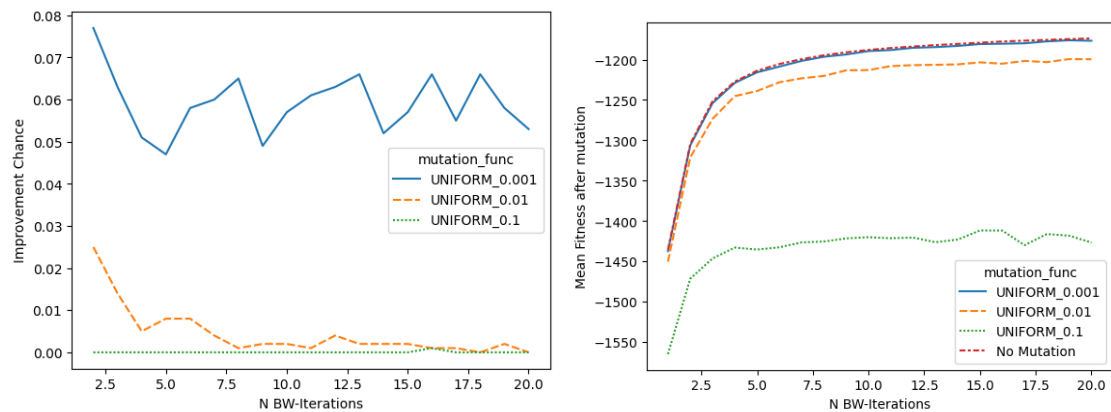 0.08
0.07
0.06
0.05
0.04
0.03
0.02
0.01
0.00
Improvement Chance
mutation_func
UNIFORM_0.001
UNIFORM_0.01
UNIFORM_0.1
2.5
5.0
7.5
10.0
12.5
15.0
17.5
20.0
N BW-Iterations
−1200
−1250
−1300
−1350
−1400
−1450
−1500
−1550
Mean Fitness after mutation
mutation_func
UNIFORM_0.001
UNIFORM_0.01
UNIFORM_0.1
No Mutation
2.5
5.0
7.5
10.0
12.5
15.0
17.5
20.0
N BW-Iterations